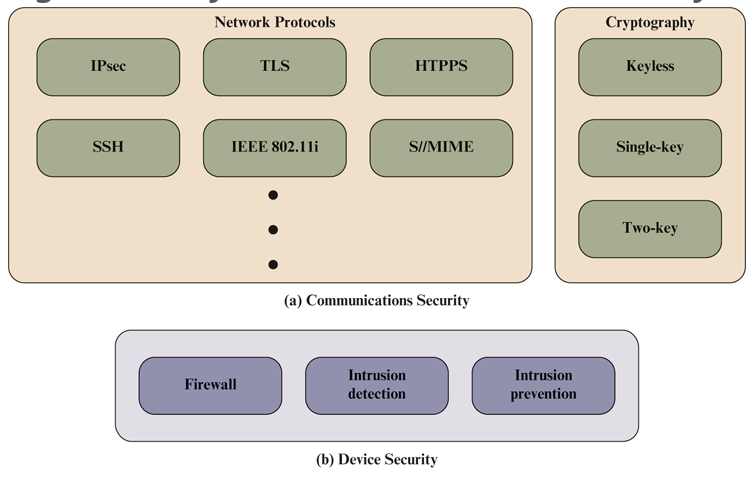 Network Protocols
Cryptography
IPsec
TLS
HTPPS
Keyless
SSH
IEEE 802.11i
S//MIME
Single-key
Two-key
(a) Communications Security
Firewall
Intrusion
detection
Intrusion
prevention
(b) Device Security